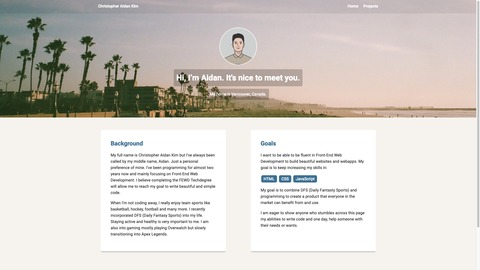 Christopher Aidan Kim
Home Projects
Hi, I'm Aidan. It's nice to meet you.
My home is Vancouver, Canada.
Background
My full name is Christopher Aidan Kim but I've always been
called by my middle name, Aidan. Just a personal
preference of mine. I've been programming for almost two
years now and mainly focusing on Front-End Web
Development. I believe completing the FEWD Techdegree
will allow me to reach my goal to write beautiful and simple
code.
When I'm not coding away, I really enjoy team sports like
basketball, hockey, football and many more. I recently
incorporated DFS (Daily Fantasy Sports) into my life.
Staying active and healthy is very important to me. I am
also into gaming mostly playing Overwatch but slowly
transitioning into Apex Legends.
Goals
I want to be able to be fluent in Front-End Web
Development to build beautiful websites and webapps. My
goal is to keep increasing my skills in:
HTML CSS JavaScript
My goal is to combine DFS (Daily Fantasy Sports) and
programming to create a product that everyone in the
market can benefit from and use.
I am eager to show anyone who stumbles across this page
my abilities to write code and one day, help someone with
their needs or wants.